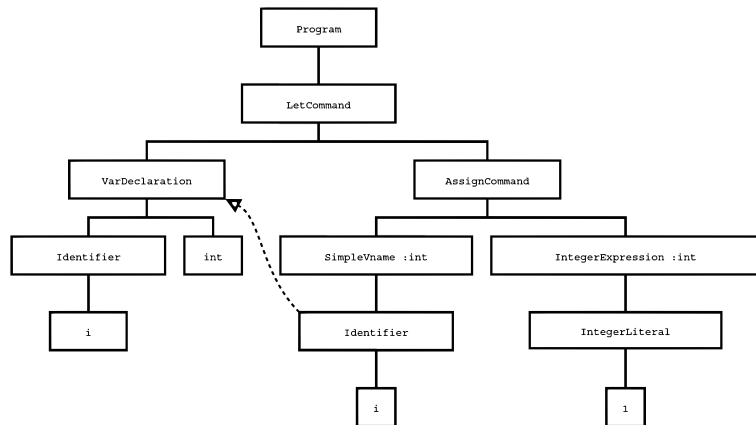 Program
LetCommand
VarDeclaration
AssignCommand
Identifier
int
SimpleVname :int
IntegerExpression :int
i
Identifier
IntegerLiteral
i
1